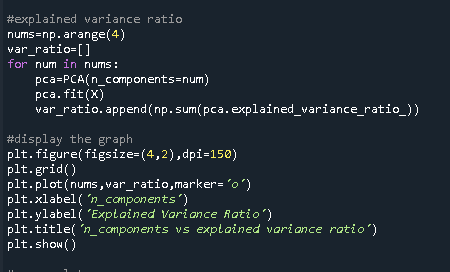 #explained variance ratio
nums=np.arange(4)
var_ratio=[]
for num in nums:
    pca=PCA(n_components=num)
    pca.fit(X)
    var_ratio.append(np.sum(pca.explained_variance_ratio_))

#display the graph
plt.figure(figsize=(4,2),dpi=150)
plt.grid()
plt.plot(nums,var_ratio,marker='o')
plt.xlabel('n_components')
plt.ylabel('Explained Variance Ratio')
plt.title('n_components vs explained variance ratio')
plt.show()